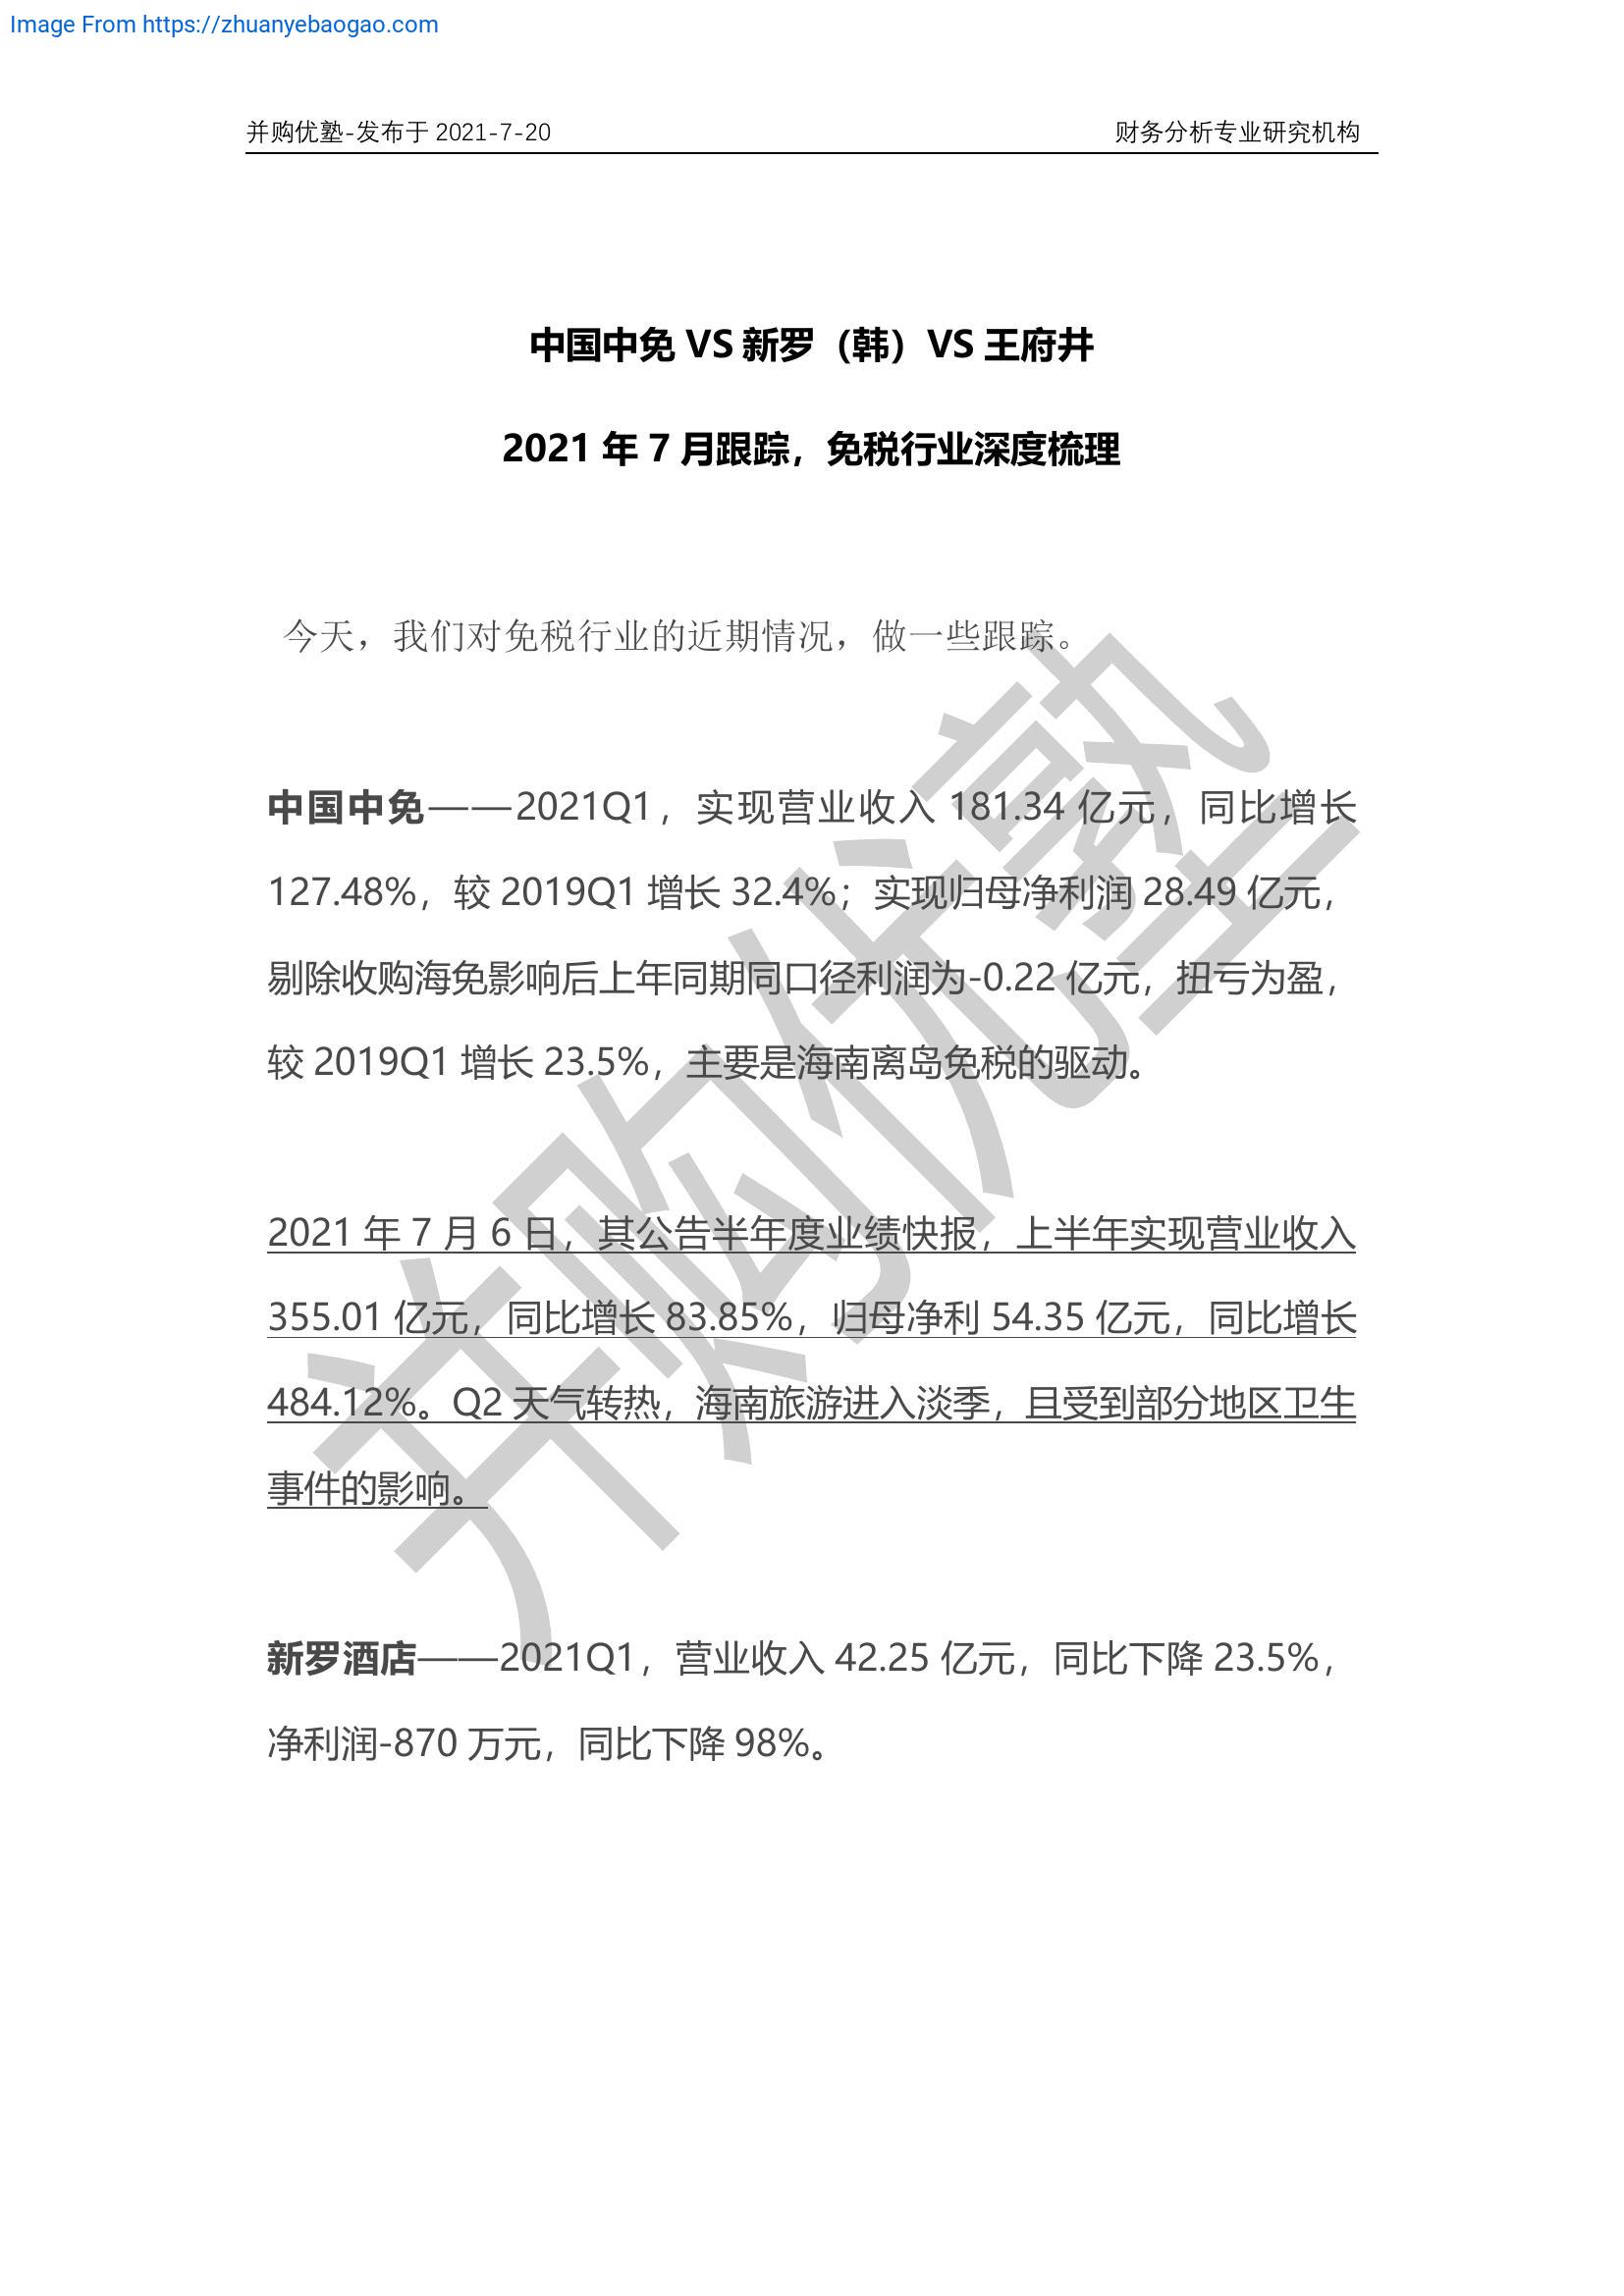 Image From https://zhuanyebaogao.com
并购优塾-发布于 2021-7-20 财务分析专业研究机构
中国中免 VS 新罗（韩）VS 王府井
2021 年 7 月跟踪，免税行业深度梳理
今天，我们对免税行业的近期情况，做一些跟踪。
中国中免——2021Q1，实现营业收入 181.34 亿元，同比增长
127.48%，较 2019Q1 增长 32.4%；实现归母净利润 28.49 亿元，
剔除收购海免影响后上年同期同口径利润为-0.22 亿元，扭亏为盈，
较 2019Q1 增长 23.5%，主要是海南离岛免税的驱动。
2021 年 7 月 6 日，其公告半年度业绩快报，上半年实现营业收入
355.01 亿元，同比增长 83.85%，归母净利 54.35 亿元，同比增长
484.12%。Q2 天气转热，海南旅游进入淡季，且受到部分地区卫生
事件的影响。
新罗酒店——2021Q1，营业收入 42.25 亿元，同比下降 23.5%，
净利润-870 万元，同比下降 98%。
并购优塾